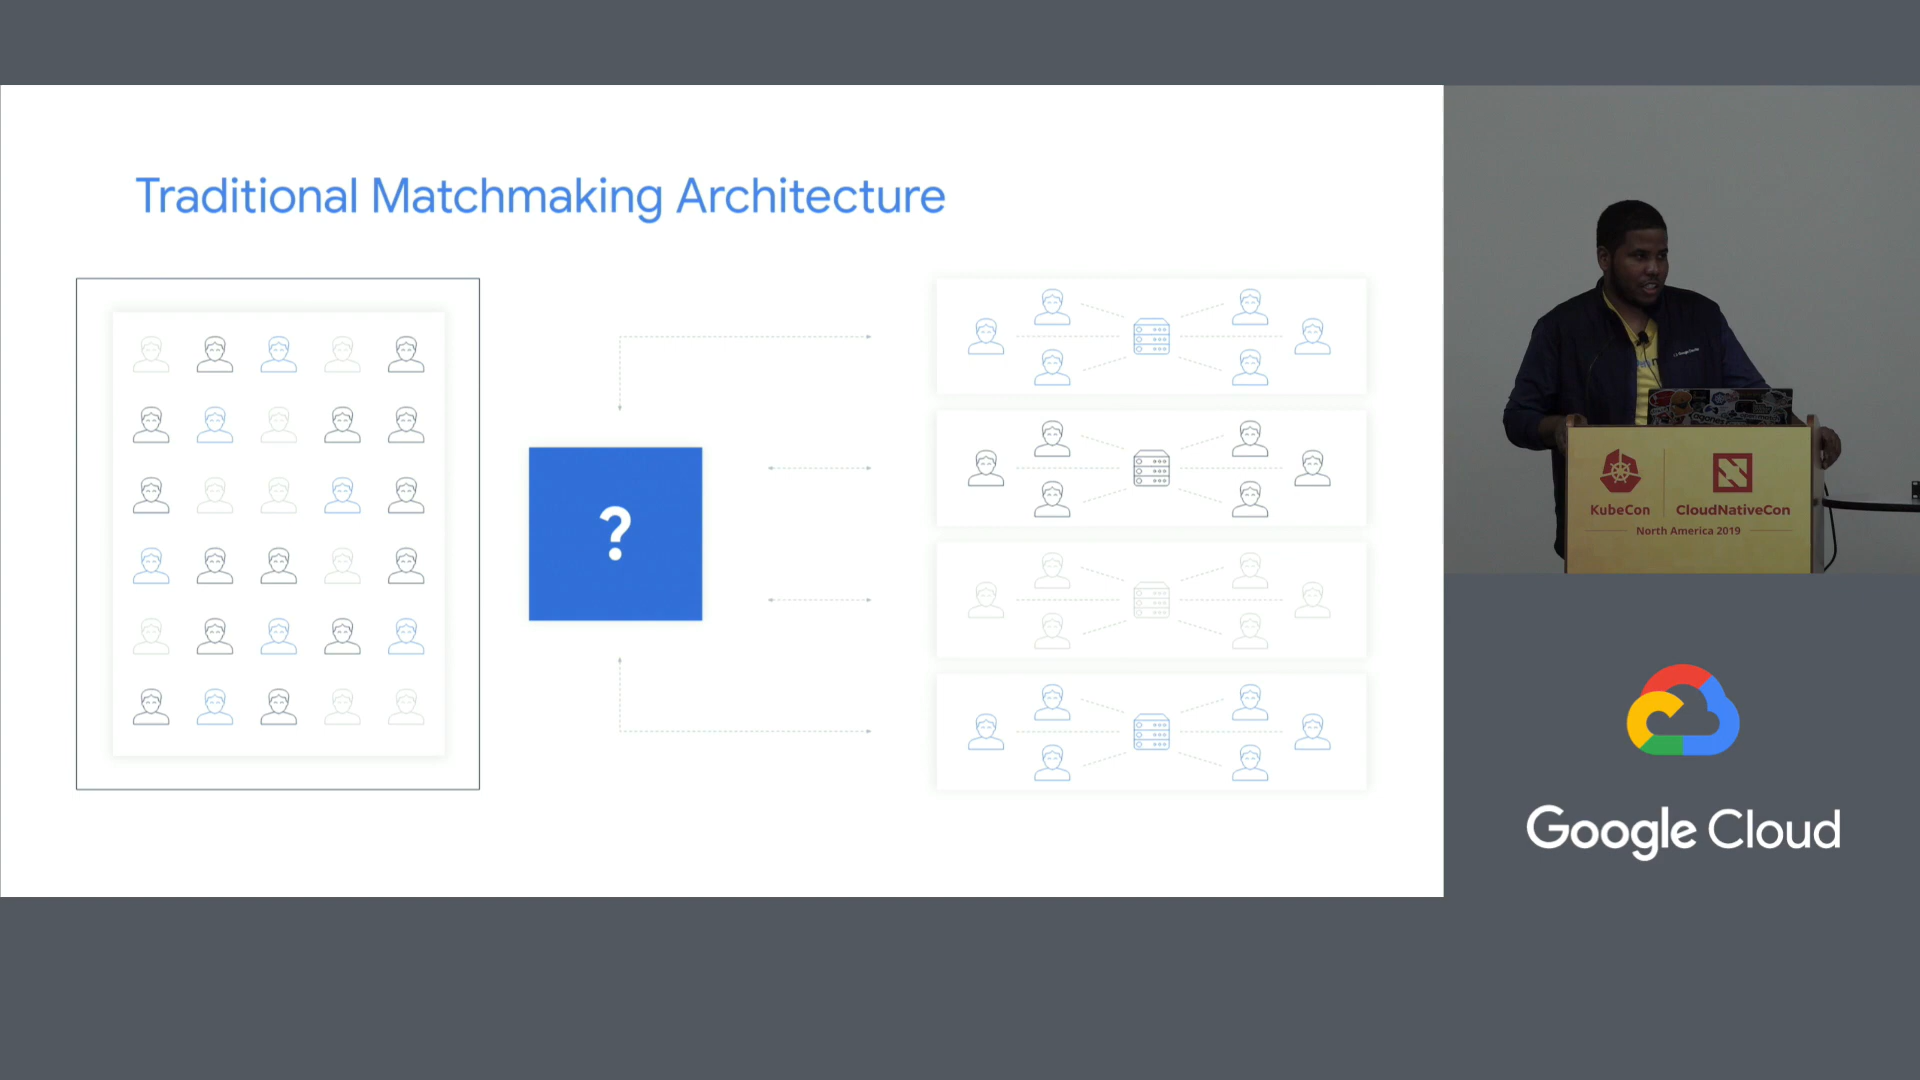 Traditional Matchmaking Architecture
?
KubeCon
CloudNativeCon
North America 2019
Google Cloud